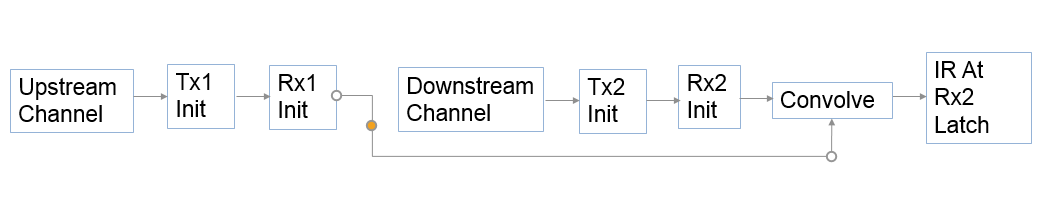 Upstream
Channel
Tx1
Init
Rx1
Init
Downstream
Channel
Tx2
Init
Rx2
Init
Convolve
IR At
Rx2
Latch